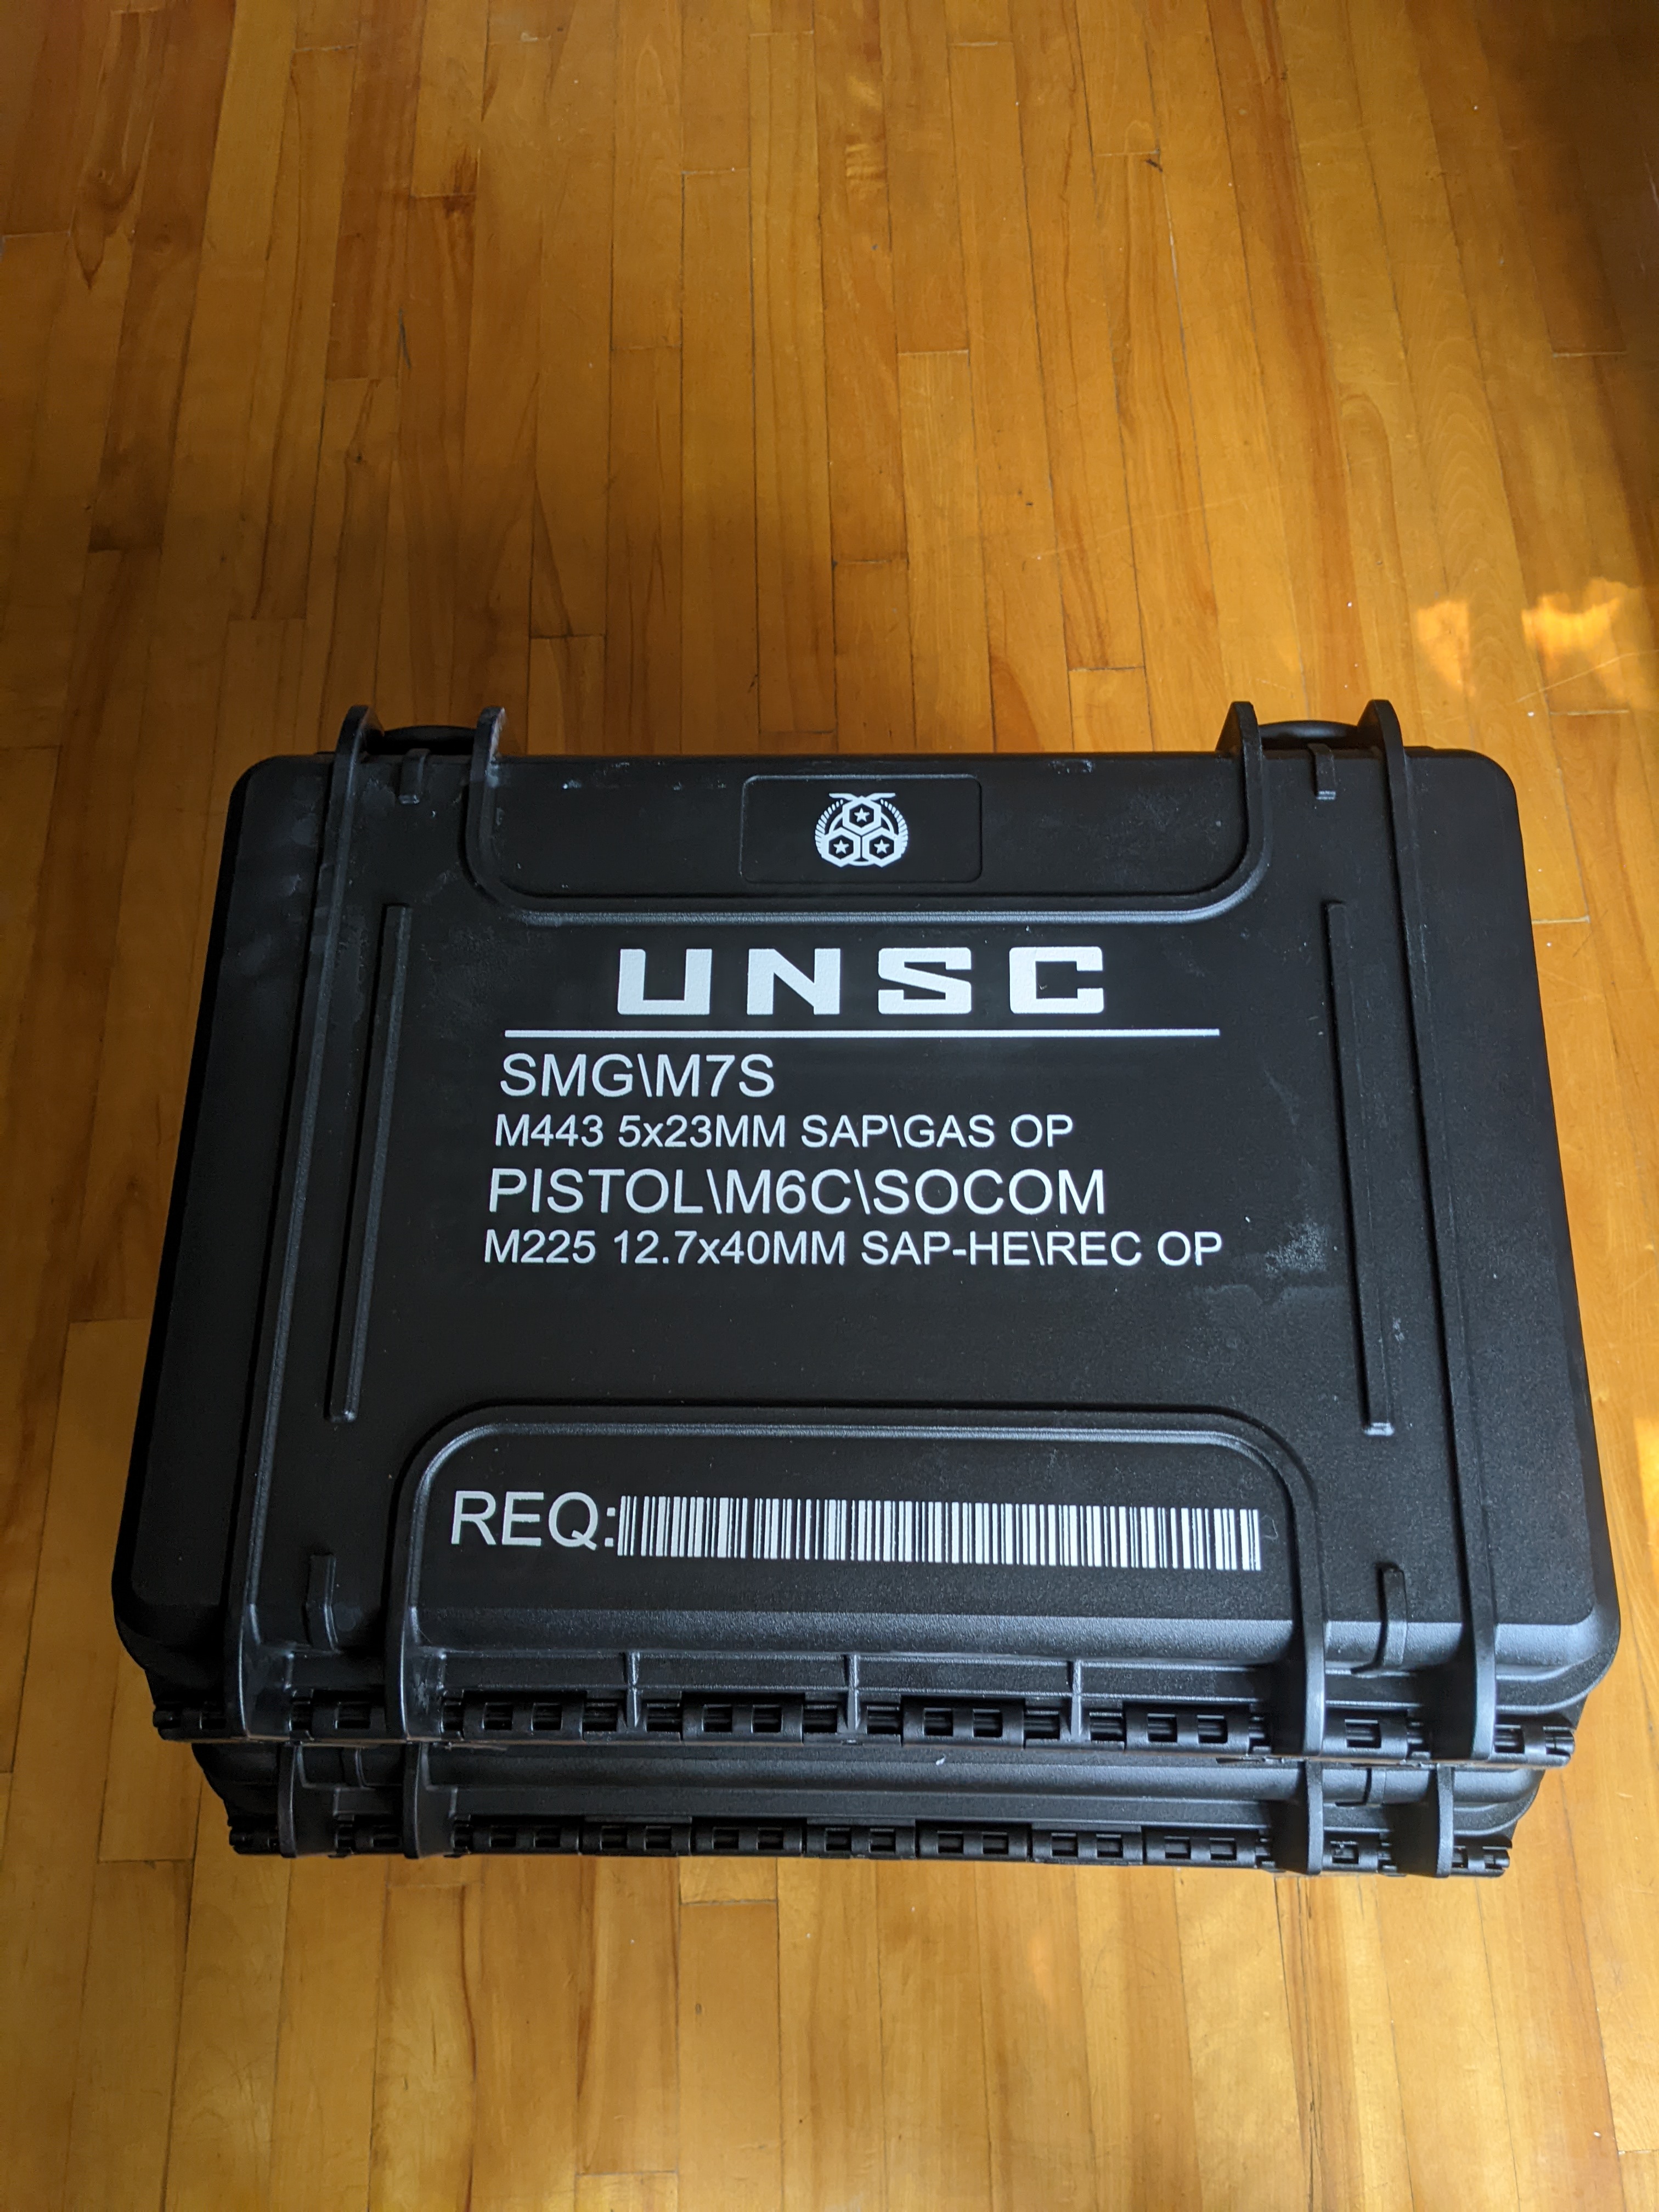 UNSC
SMG\M7S
M443 5x23MM SAP\GAS OP
PISTOL\M6C\SOCOM
M225 12.7x40MM SAP-HE\REC OP
REQ: